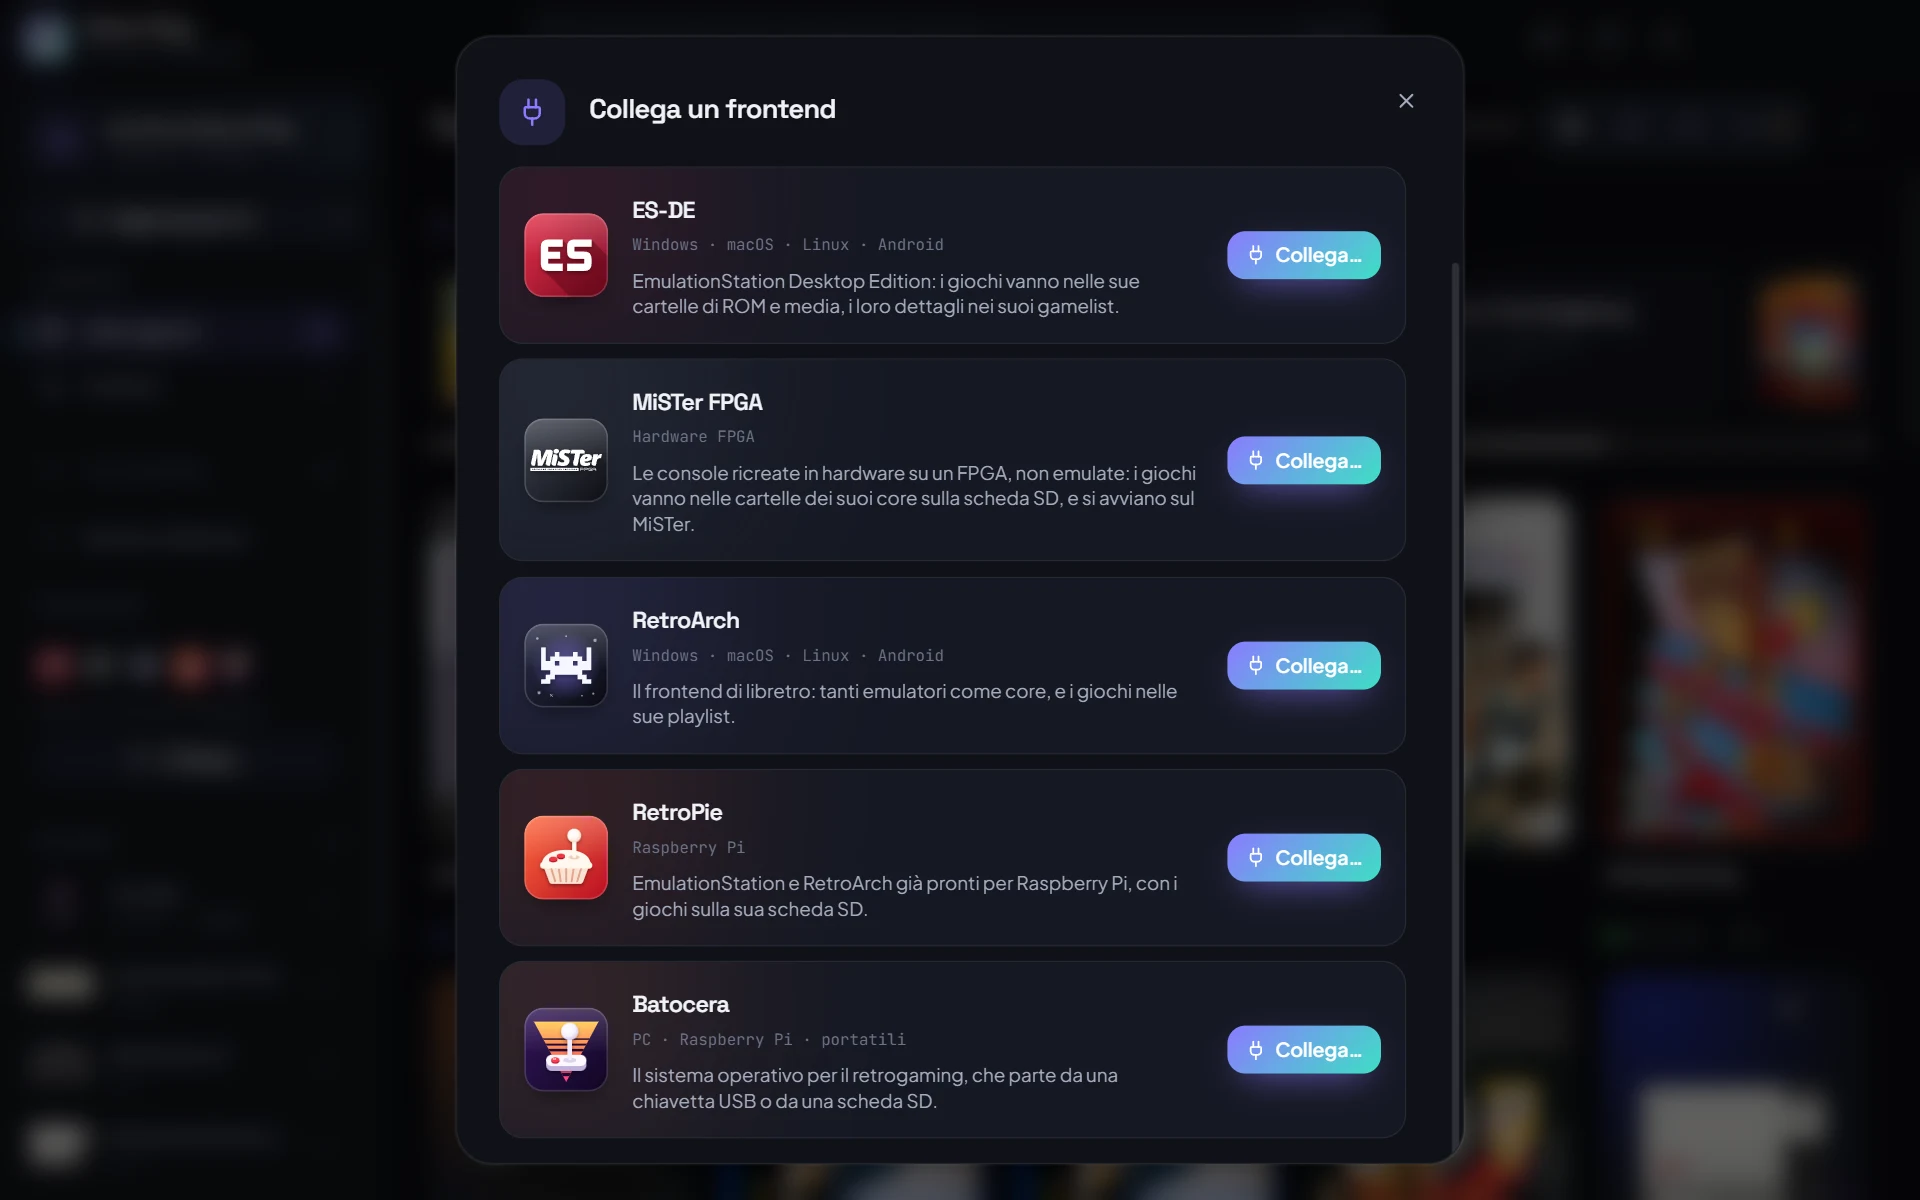 Collega un frontend
ES
ES-DE
Windows · macOS · Linux · Android
EmulationStation Desktop Edition: i giochi vanno nelle sue
cartelle di ROM e media, i loro dettagli nei suoi gamelist.
Collega…
MiSTer
MiSTer FPGA
Hardware FPGA
Le console ricreate in hardware su un FPGA, non emulate: i giochi
vanno nelle cartelle dei suoi core sulla scheda SD, e si avviano sul
MiSTer.
Collega…
RetroArch
Windows · macOS · Linux · Android
Il frontend di libretro: tanti emulatori come core, e i giochi nelle
sue playlist.
Collega…
RetroPie
Raspberry Pi
EmulationStation e RetroArch già pronti per Raspberry Pi, con i
giochi sulla sua scheda SD.
Collega…
Batocera
PC · Raspberry Pi · portatili
Il sistema operativo per il retrogaming, che parte da una
chiavetta USB o da una scheda SD.
Collega…